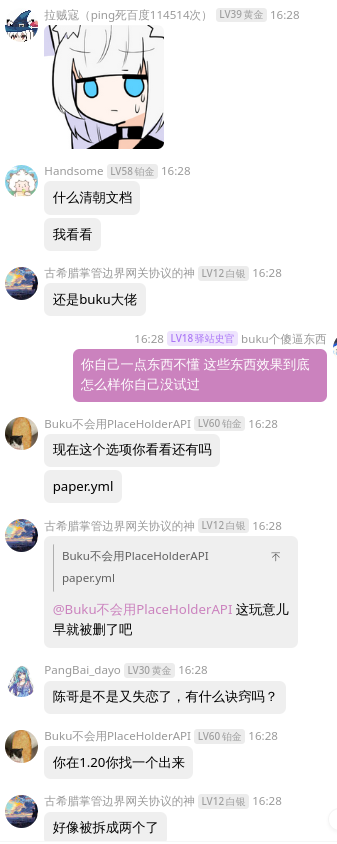 拉贼寇（ping死百度114514次） LV39 黄金 16:28
Handsome LV58 铂金 16:28
什么清朝文档
我看看
古希腊掌管边界网关协议的神 LV12 白银 16:28
还是buku大佬
16:28 LV18 驿站史官 buku个傻逼东西
你自己一点东西不懂 这些东西效果到底
怎么样你自己没试过
Buku不会用PlaceHolderAPI LV60 铂金 16:28
现在这个选项你看看还有吗
paper.yml
古希腊掌管边界网关协议的神 LV12 白银 16:28
Buku不会用PlaceHolderAPI
paper.yml
@Buku不会用PlaceHolderAPI 这玩意儿
早就被删了吧
PangBai_dayo LV30 黄金 16:28
陈哥是不是又失恋了，有什么诀窍吗？
Buku不会用PlaceHolderAPI LV60 铂金 16:28
你在1.20你找一个出来
古希腊掌管边界网关协议的神 LV12 白银 16:28
好像被拆成两个了